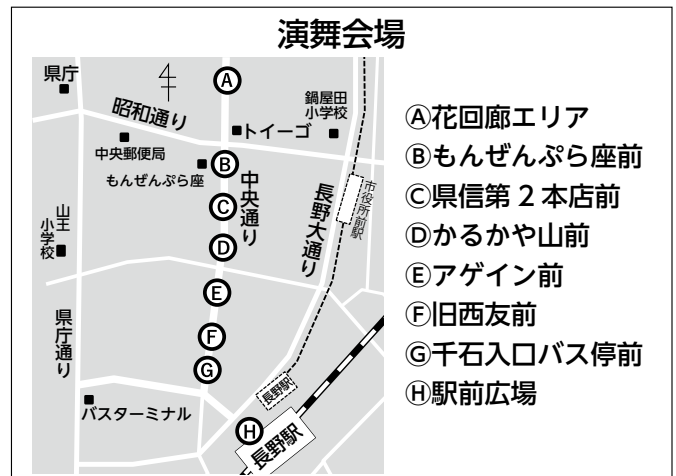 演舞会場
県庁
Ⓐ
鍋屋田
小学校
昭和通り
トイーゴ
中央郵便局
Ⓑ
もんぜんぷら座
中央通り
市役所前駅
長野大通り
Ⓒ
山王
小学校
Ⓓ
Ⓔ
県庁通り
Ⓕ
Ⓖ
長野駅
バスターミナル
Ⓗ
長野駅
Ⓐ花回廊エリア
Ⓑもんぜんぷら座前
Ⓒ県信第2本店前
Ⓓかるかや山前
Ⓔアゲイン前
Ⓕ旧西友前
Ⓖ千石入口バス停前
Ⓗ駅前広場